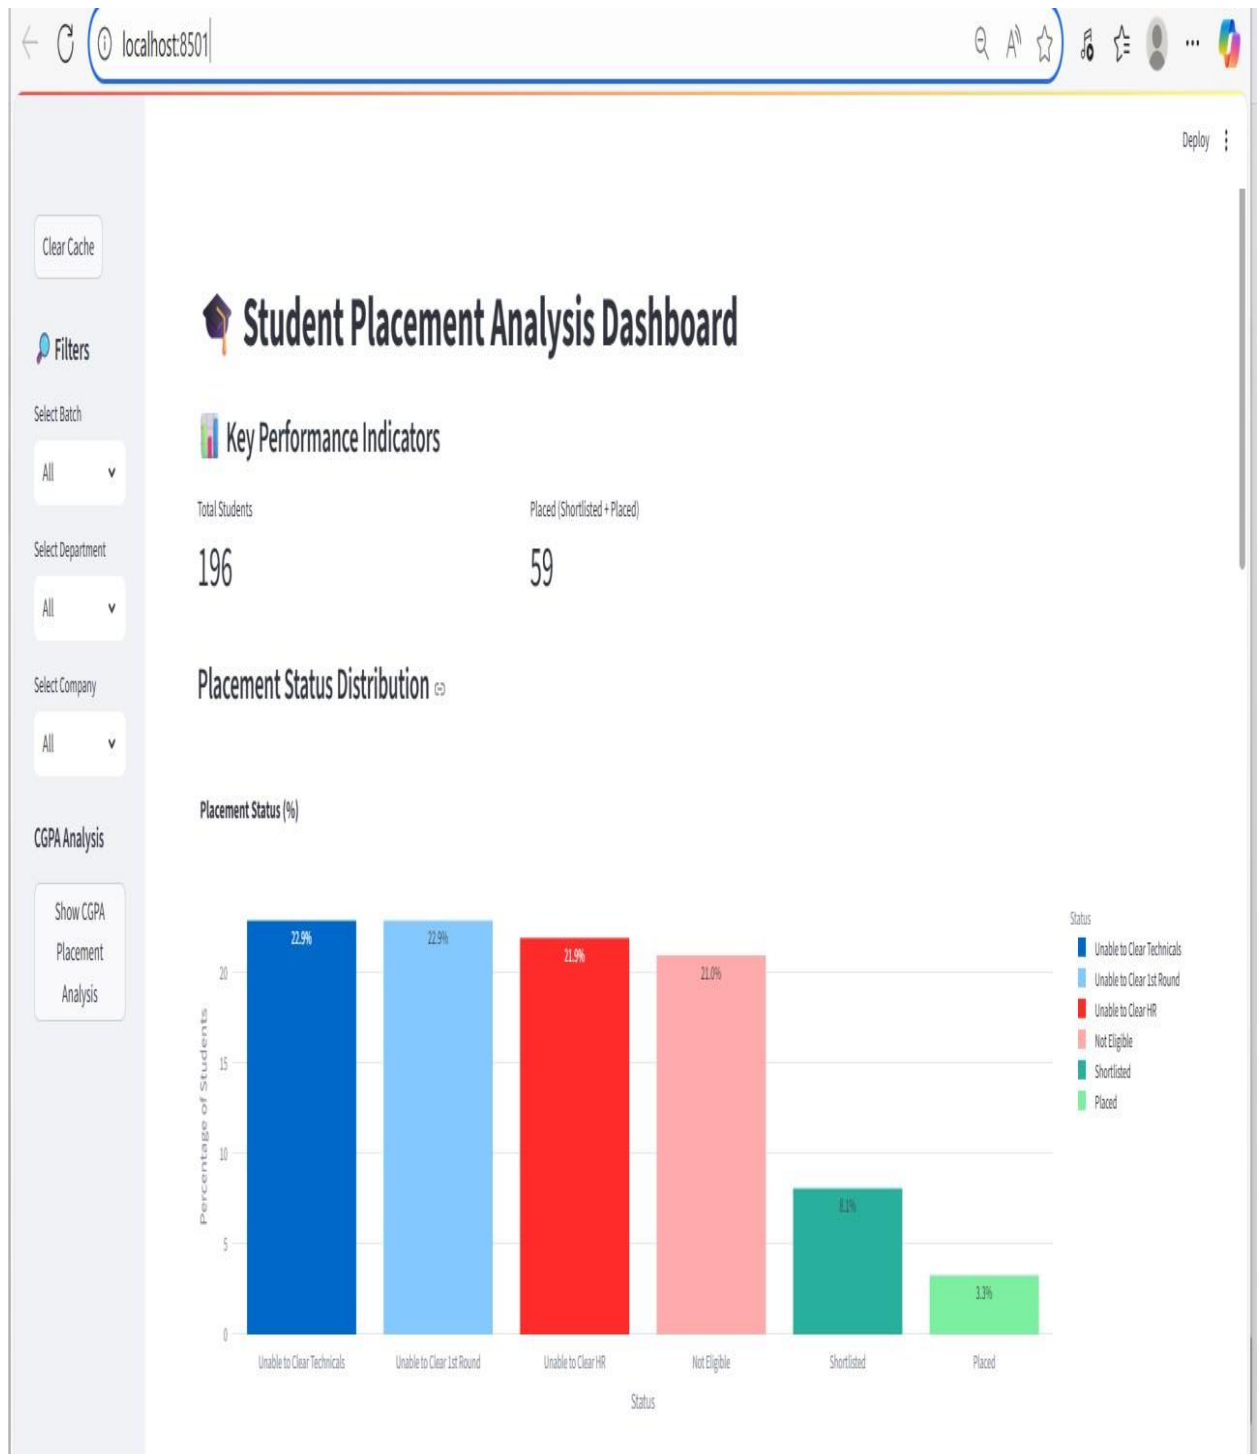 localhost:8501
Deploy
Clear Cache
🔎 Filters
Select Batch
All
Select Department
All
Select Company
All
CGPA Analysis
Show CGPA
Placement
Analysis
🎓 Student Placement Analysis Dashboard
📊 Key Performance Indicators
Total Students
196
Placed (Shortlisted + Placed)
59
Placement Status Distribution
Placement Status (%)
Percentage of Students
20
15
10
5
0
22.9%
22.9%
21.9%
21.0%
8.1%
3.3%
Unable to Clear Technicals
Unable to Clear 1st Round
Unable to Clear HR
Not Eligible
Shortlisted
Placed
Status
Status
Unable to Clear Technicals
Unable to Clear 1st Round
Unable to Clear HR
Not Eligible
Shortlisted
Placed